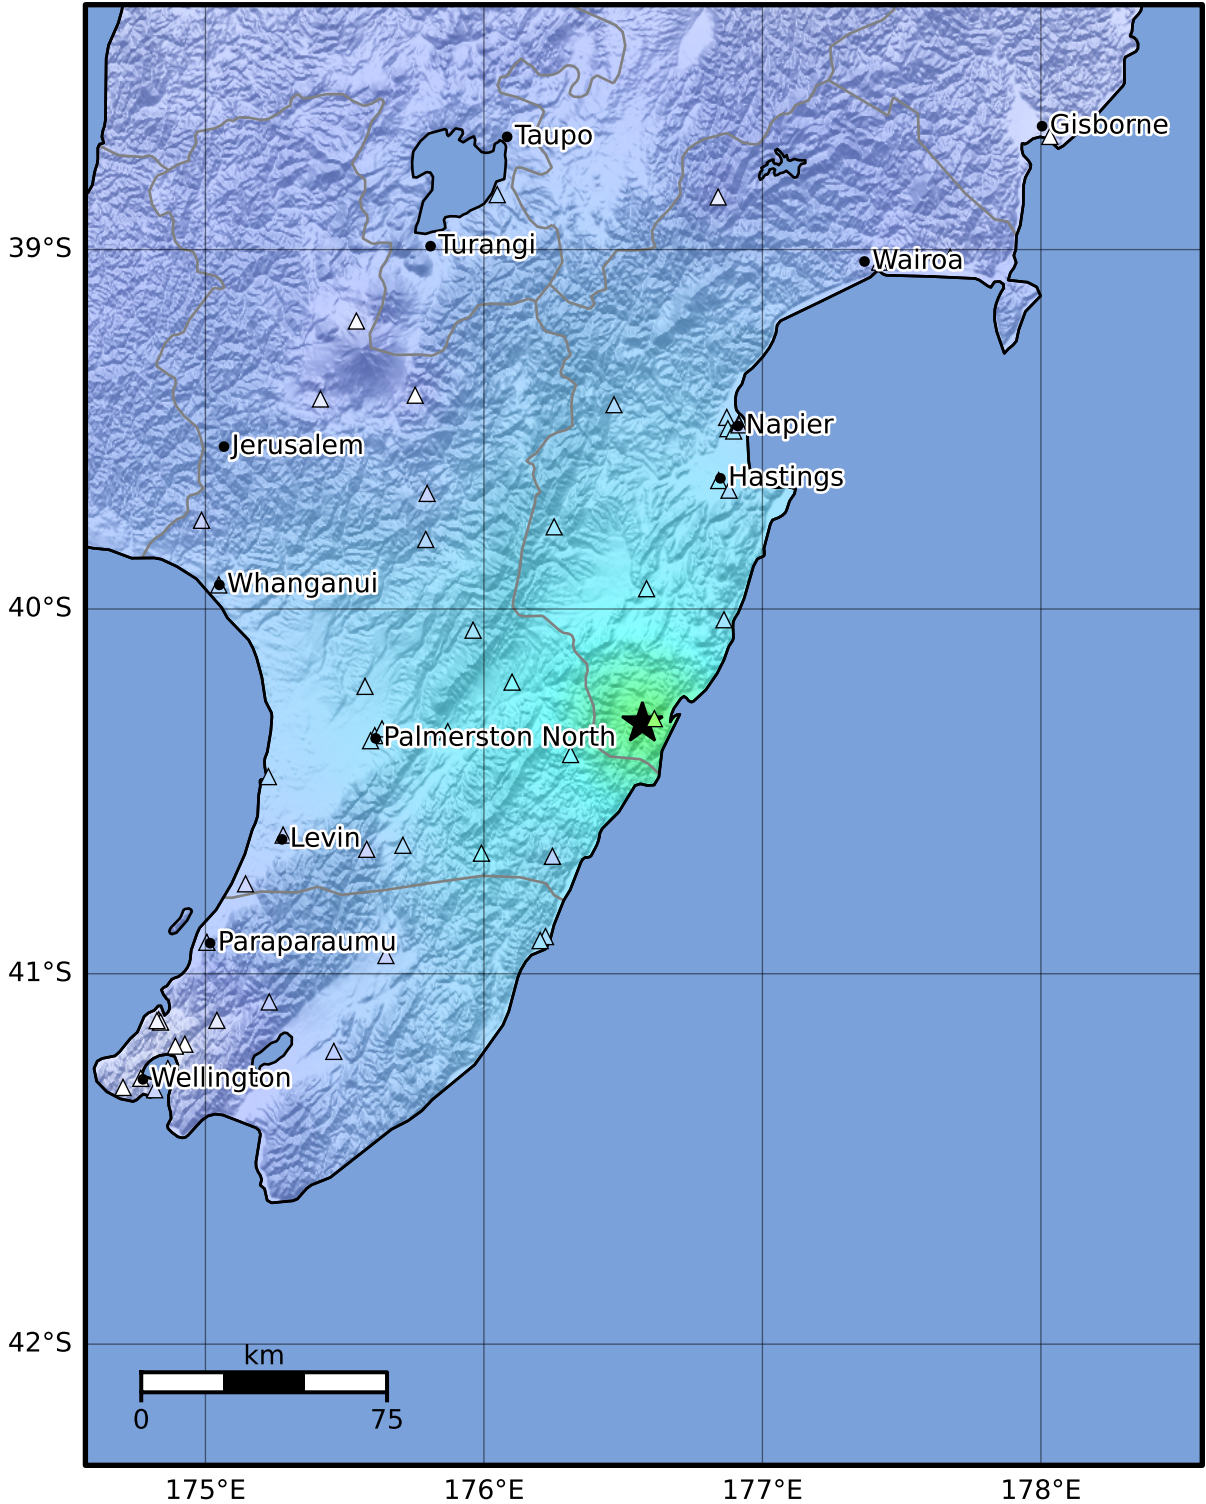 Gisborne
Taupo
39°S
Turangi
Wairoa
Napier
Jerusalem
Hastings
Whanganui
40°S
Palmerston North
Levin
Paraparaumu
41°S
Wellington
42°S
km
0
75
175°E
176°E
177°E
178°E